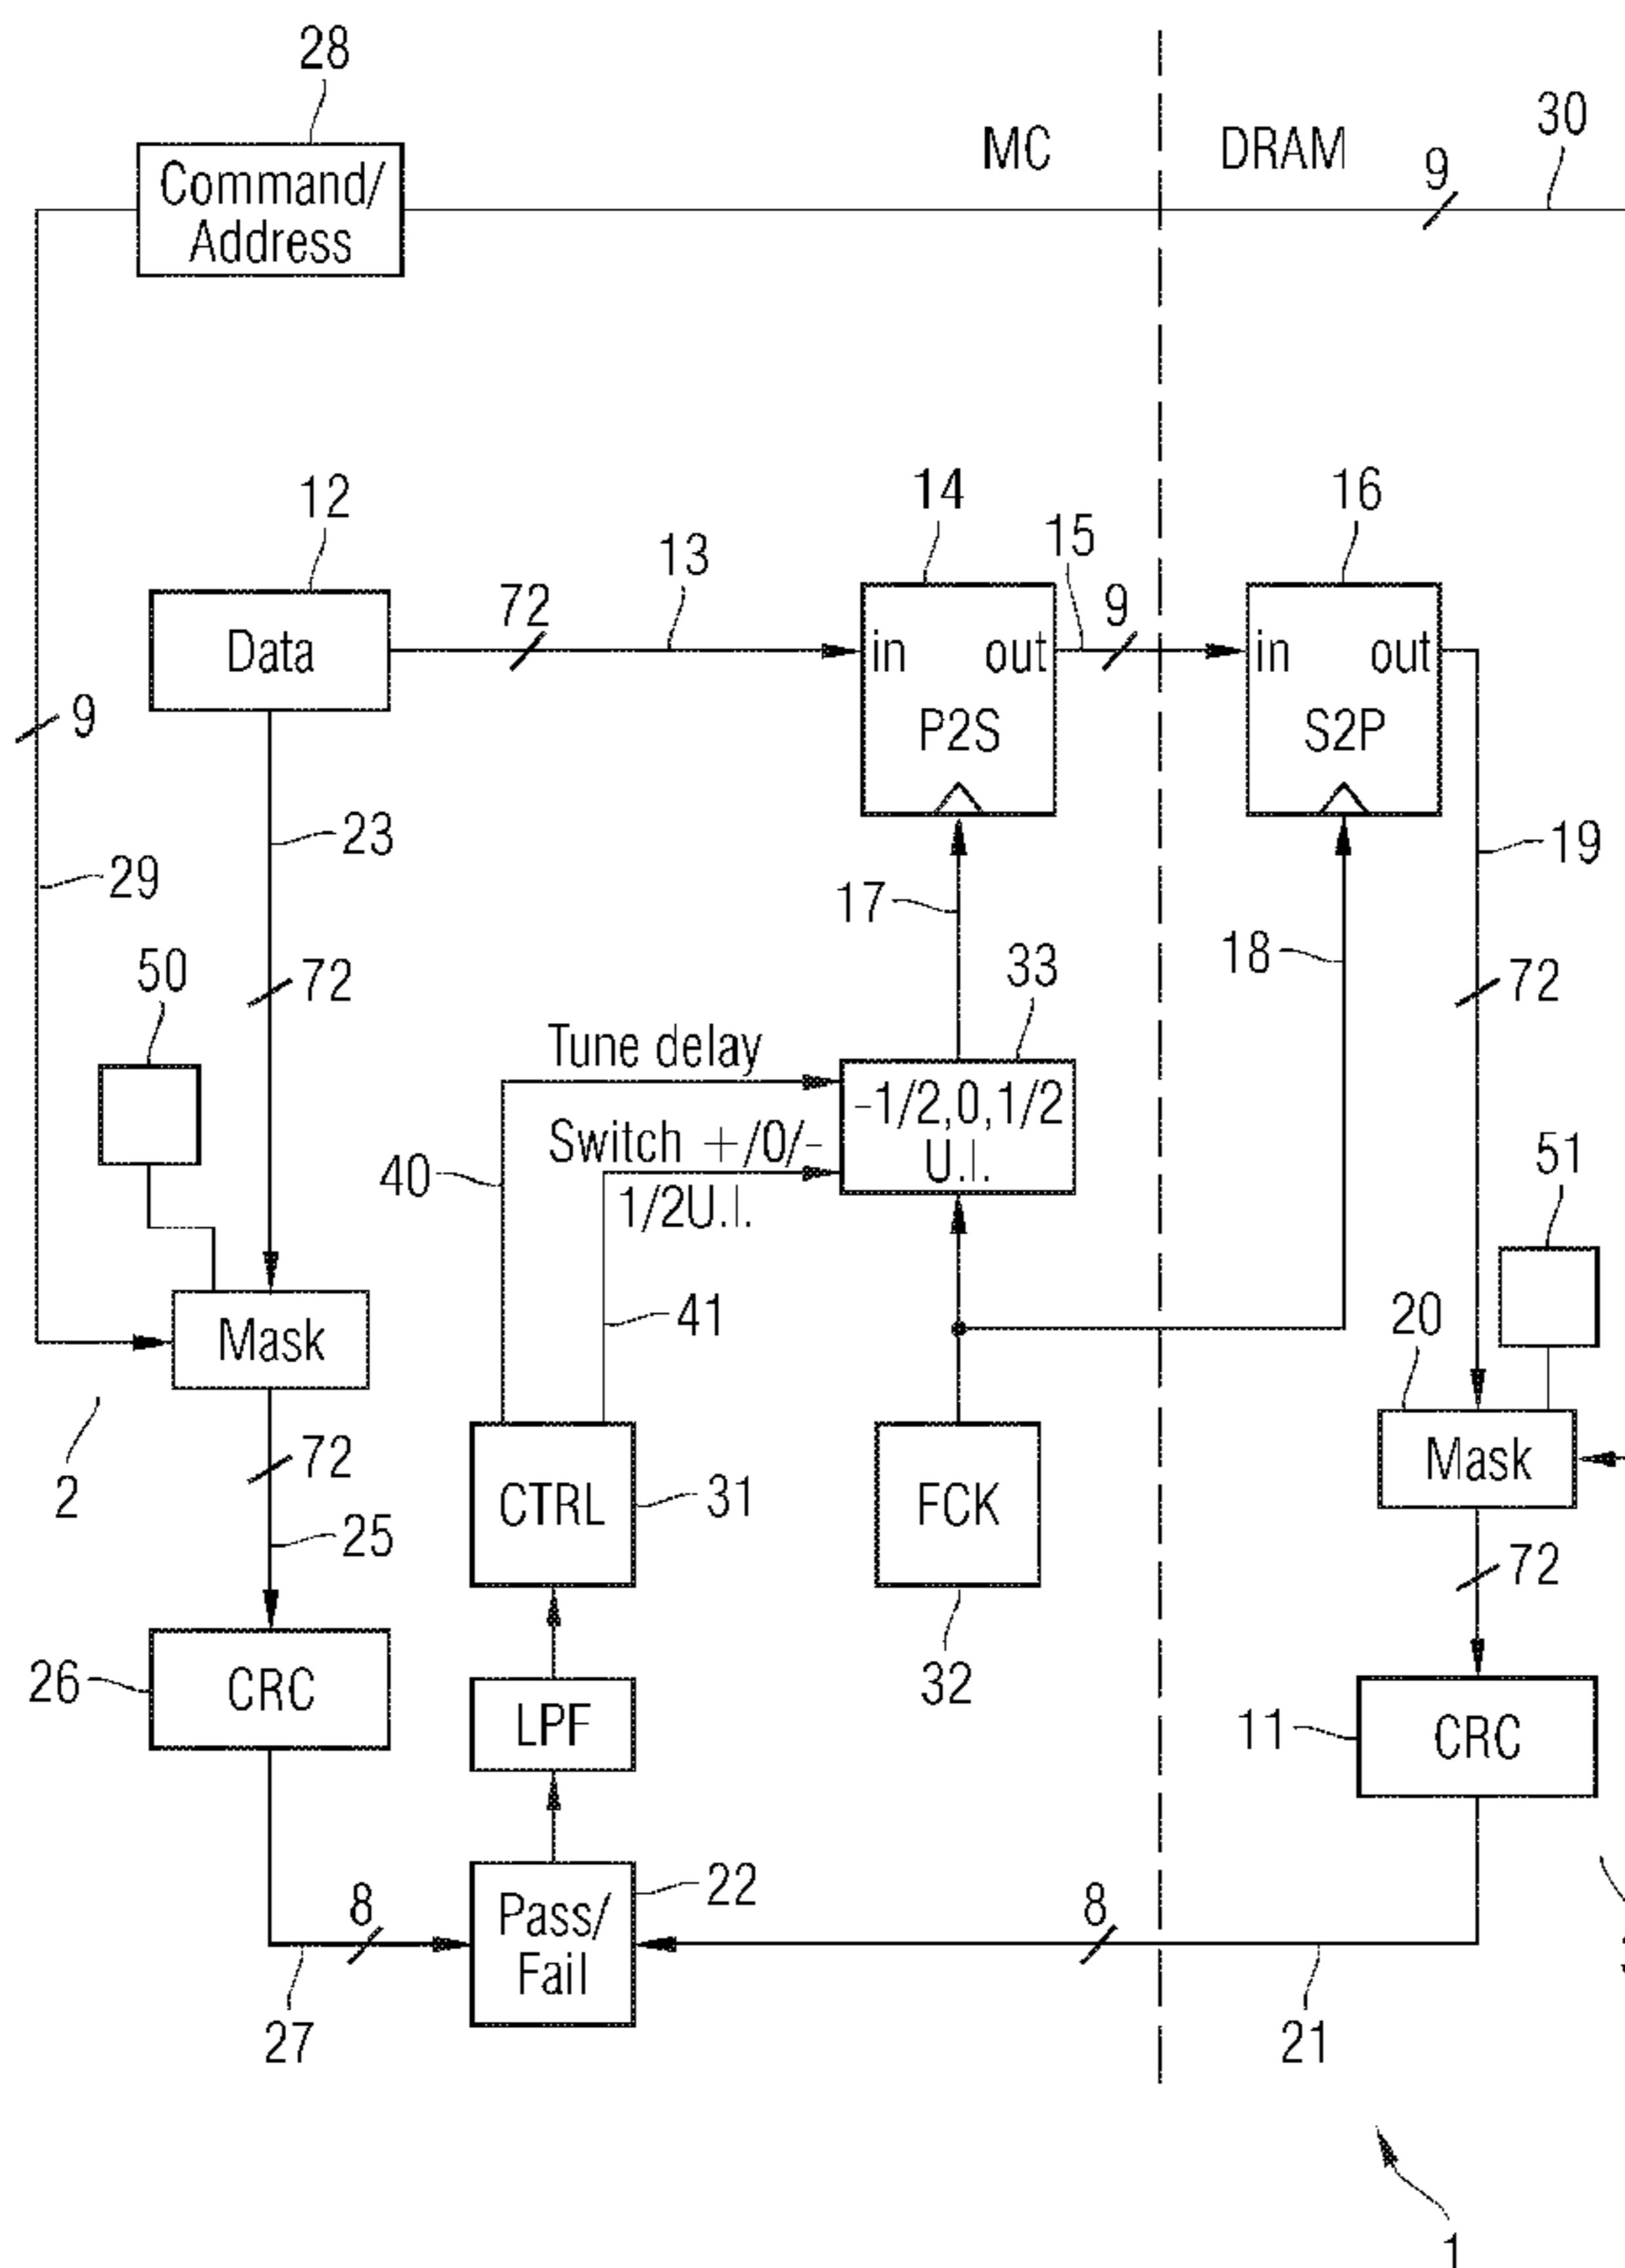 28
Command/
Address
MC
DRAM
9
30
12
13
14
15
16
72
9
Data
in
out
P2S
in
out
S2P
9
23
19
29
17
18
33
50
72
72
Tune delay
-1/2,0,1/2
U.I.
Switch +/0/-
1/2U.I.
40
51
41
20
Mask
Mask
2
72
CTRL
31
FCK
25
72
26
CRC
LPF
32
11
CRC
8
Pass/
Fail
22
8
27
21
1